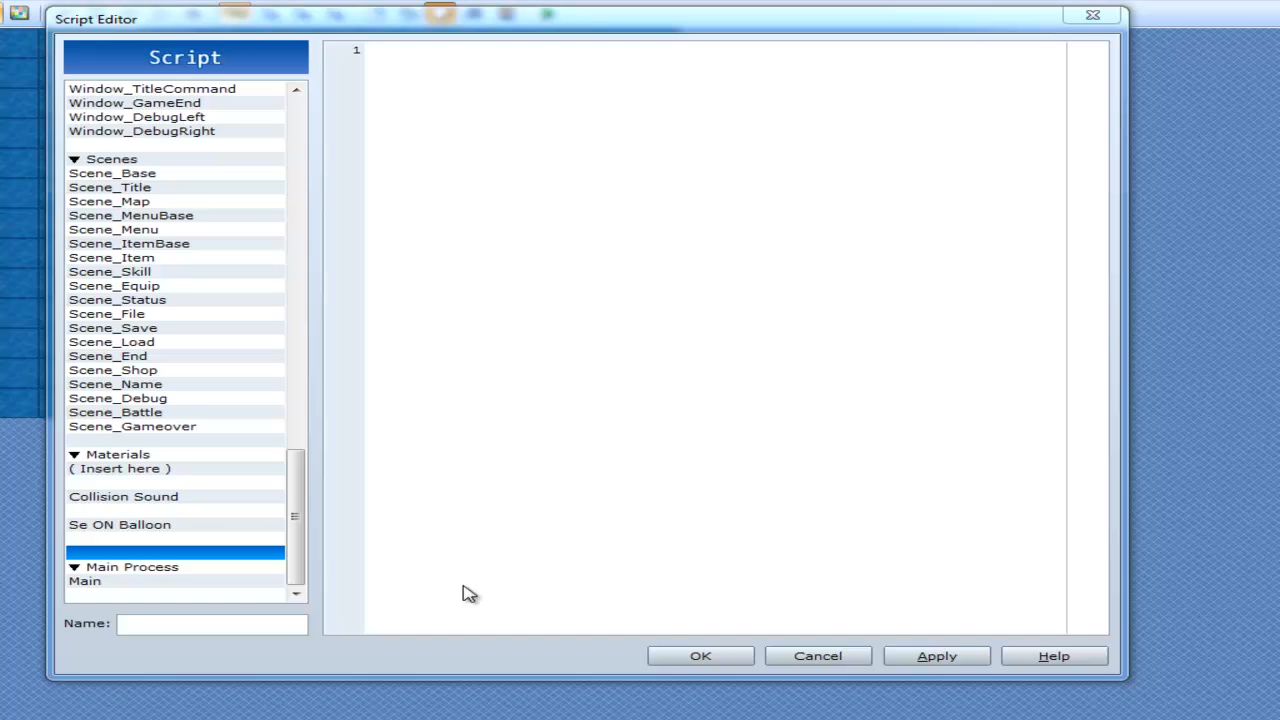 Script Editor
Script
1
Window_TitleCommand
Window_GameEnd
Window_DebugLeft
Window_DebugRight
▼ Scenes
Scene_Base
Scene_Title
Scene_Map
Scene_MenuBase
Scene_Menu
Scene_ItemBase
Scene_Item
Scene_Skill
Scene_Equip
Scene_Status
Scene_File
Scene_Save
Scene_Load
Scene_End
Scene_Shop
Scene_Name
Scene_Debug
Scene_Battle
Scene_Gameover
▼ Materials
( Insert here )
Collision Sound
Se ON Balloon
▼ Main Process
Main
Name:
OK Cancel Apply Help